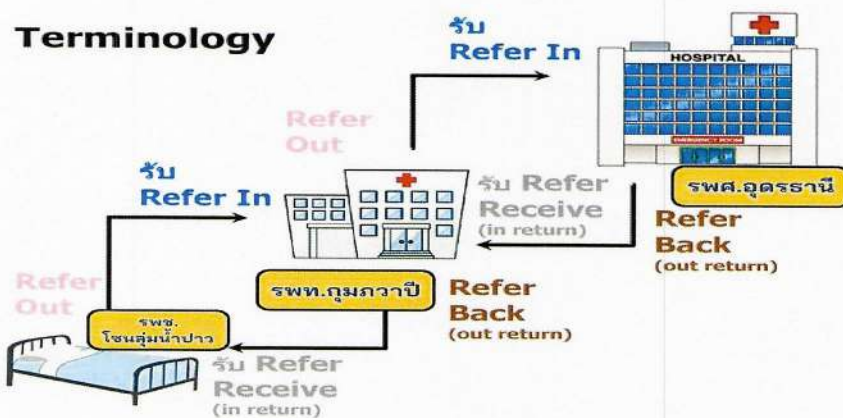 Terminology
รับ
Refer In
HOSPITAL
EMERGENCY ROOM
Refer
Out
รพศ.อุดรธานี
รับ
Refer In
รับ Refer
Receive
(in return)
Refer
Back
(out return)
Refer
Out
รพท.กุมภวาปี
Refer
Back
(out return)
รพช.
โซนลุ่มน้ำปาว
รับ Refer
Receive
(in return)